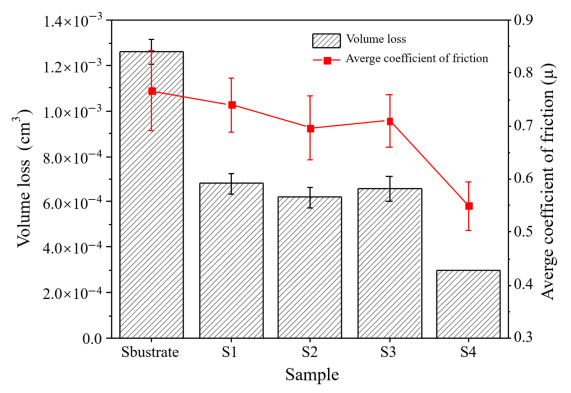 Volume loss
Averge coefficient of friction
Volume loss (cm³)
1.4×10⁻³
1.2×10⁻³
1.0×10⁻³
8.0×10⁻⁴
6.0×10⁻⁴
4.0×10⁻⁴
2.0×10⁻⁴
0.0
Averge coefficient of friction (μ)
0.9
0.8
0.7
0.6
0.5
0.4
0.3
Sbustrate S1 S2 S3 S4
Sample